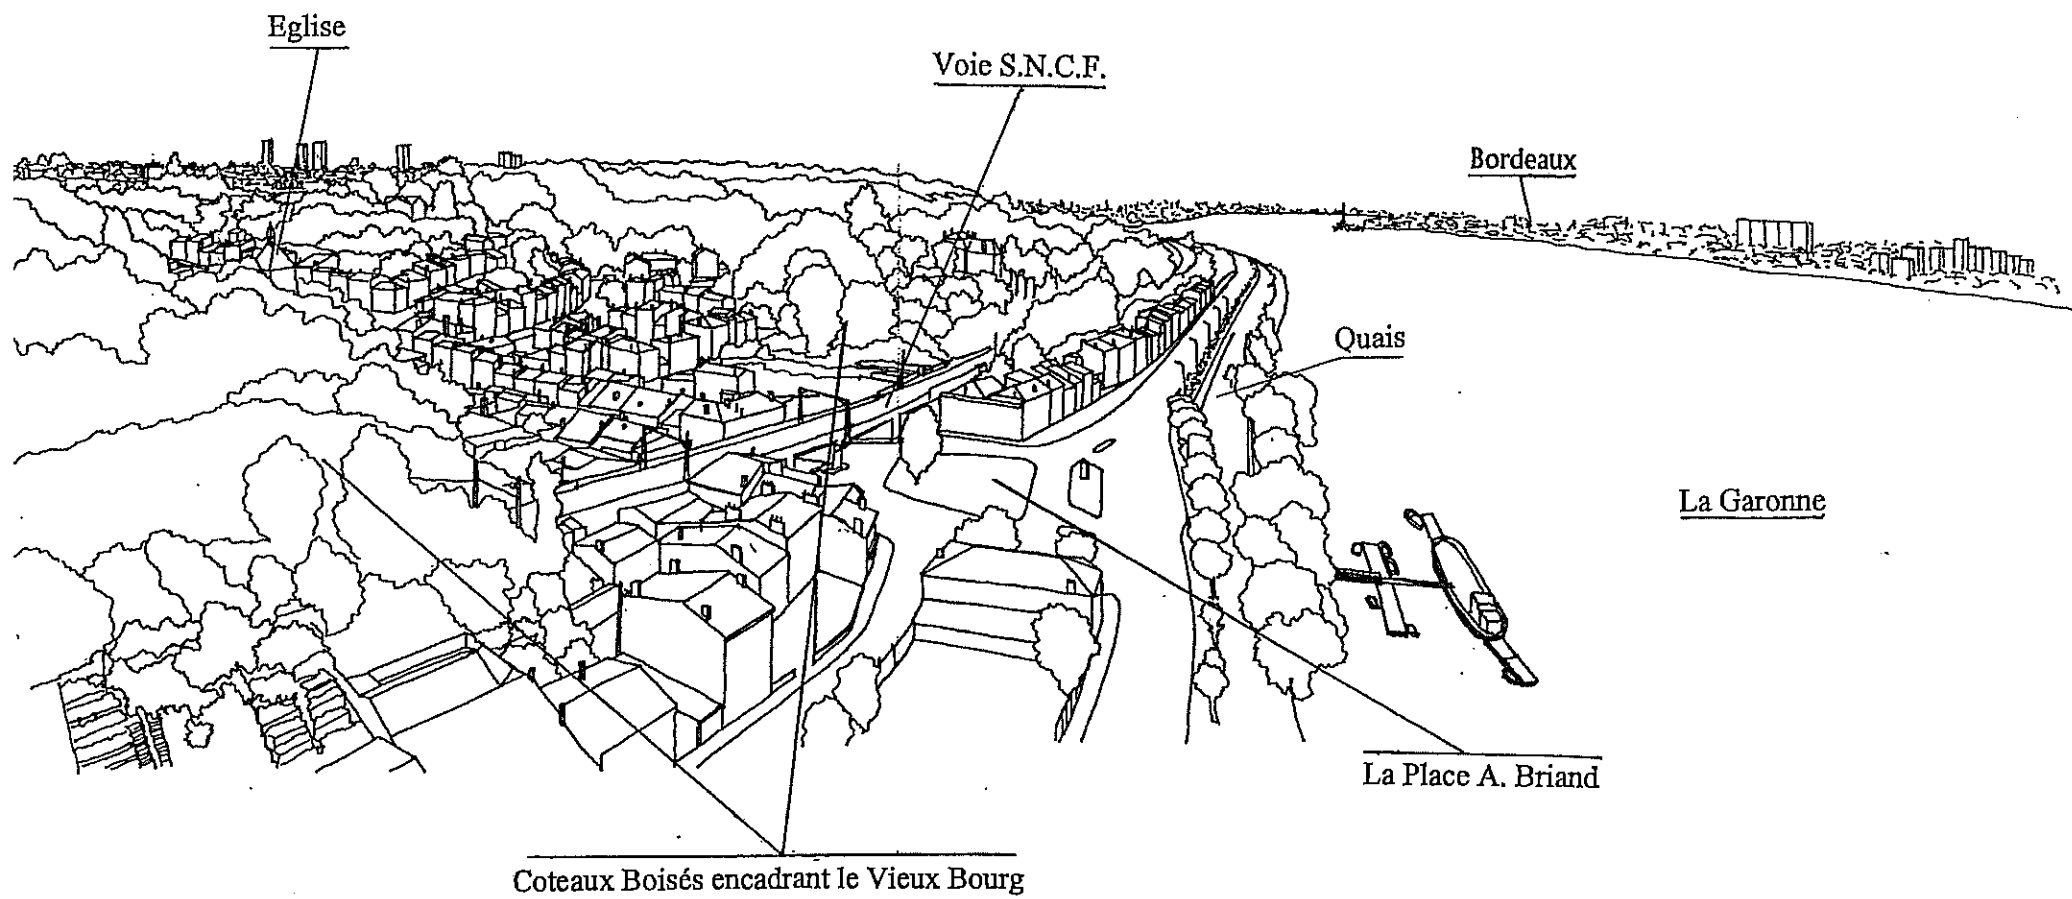 Eglise
Voie S.N.C.F.
Bordeaux
Quais
La Garonne
La Place A. Briand
Coteaux Boisés encadrant le Vieux Bourg